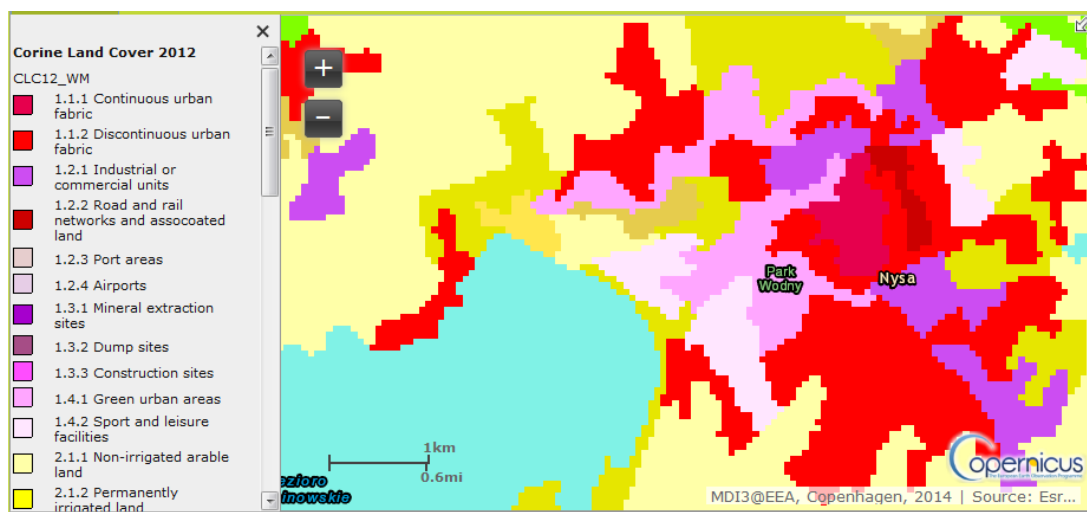 Corine Land Cover 2012
CLC12_WM
1.1.1 Continuous urban
fabric
1.1.2 Discontinuous urban
fabric
1.2.1 Industrial or
commercial units
1.2.2 Road and rail
networks and assocoated
land
1.2.3 Port areas
1.2.4 Airports
1.3.1 Mineral extraction
sites
1.3.2 Dump sites
1.3.3 Construction sites
1.4.1 Green urban areas
1.4.2 Sport and leisure
facilities
2.1.1 Non-irrigated arable
land
2.1.2 Permanently
irrigated land
+
−
Park
Wodny
Nysa
1km
0.6mi
ezioro
inowskie
Copernicus
MDI3@EEA, Copenhagen, 2014 | Source: Esr...